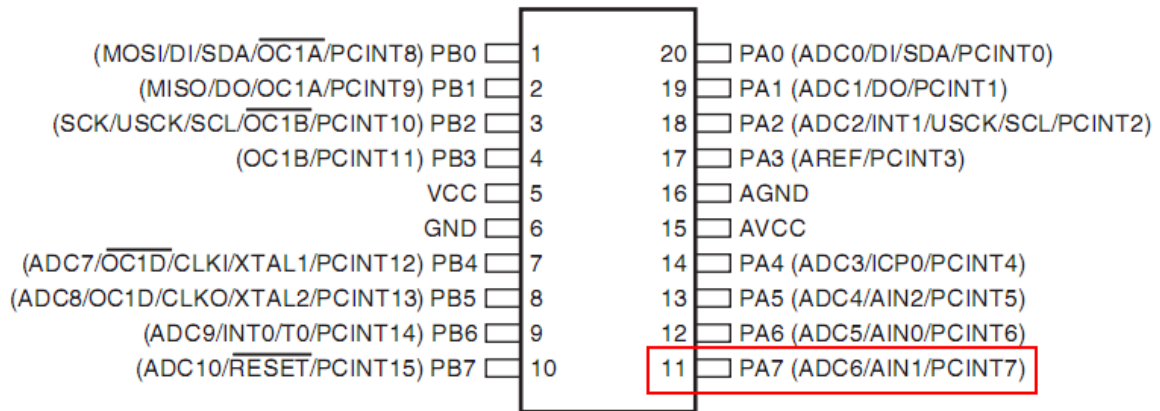 (MOSI/DI/SDA/OC1A/PCINT8) PB0 1 20 PA0 (ADC0/DI/SDA/PCINT0)
(MISO/DO/OC1A/PCINT9) PB1 2 19 PA1 (ADC1/DO/PCINT1)
(SCK/USCK/SCL/OC1B/PCINT10) PB2 3 18 PA2 (ADC2/INT1/USCK/SCL/PCINT2)
(OC1B/PCINT11) PB3 4 17 PA3 (AREF/PCINT3)
VCC 5 16 AGND
GND 6 15 AVCC
(ADC7/OC1D/CLKI/XTAL1/PCINT12) PB4 7 14 PA4 (ADC3/ICP0/PCINT4)
(ADC8/OC1D/CLKO/XTAL2/PCINT13) PB5 8 13 PA5 (ADC4/AIN2/PCINT5)
(ADC9/INT0/T0/PCINT14) PB6 9 12 PA6 (ADC5/AIN0/PCINT6)
(ADC10/RESET/PCINT15) PB7 10 11 PA7 (ADC6/AIN1/PCINT7)